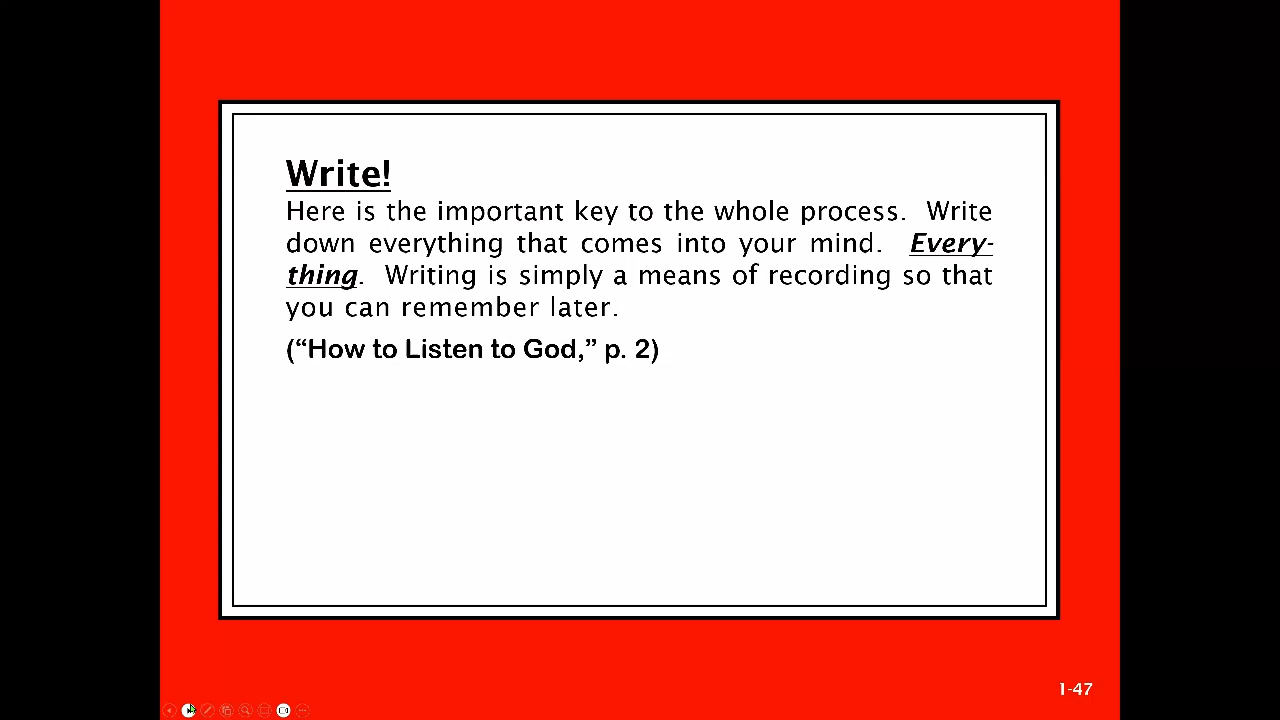 Write!
Here is the important key to the whole process.  Write
down everything that comes into your mind.  Every-
thing.  Writing is simply a means of recording so that
you can remember later.
(“How to Listen to God,” p. 2)
1-47